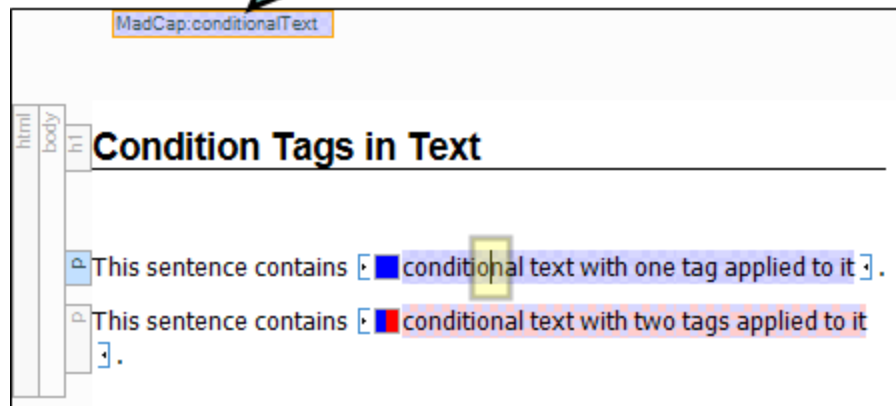 MadCap:conditionalText
html
body
h1
Condition Tags in Text
p
This sentence contains conditional text with one tag applied to it .
p
This sentence contains conditional text with two tags applied to it
.